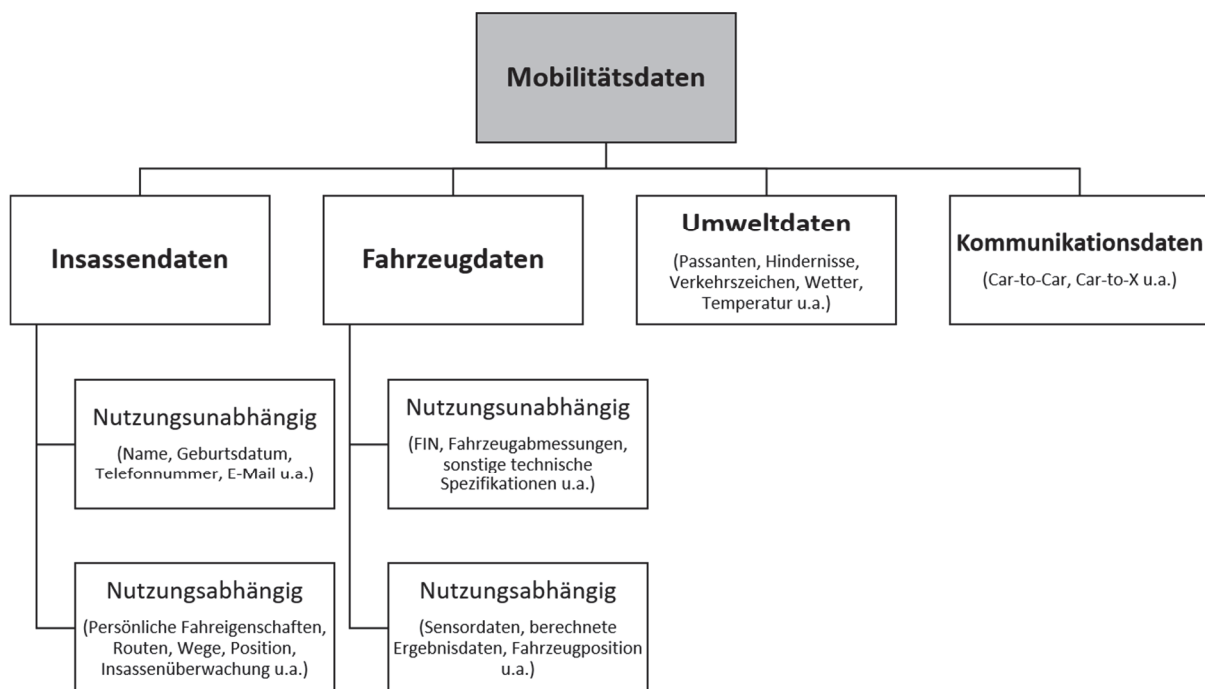 Mobilitätsdaten
Insassendaten
Fahrzeugdaten
Umweltdaten
(Passanten, Hindernisse,
Verkehrszeichen, Wetter,
Temperatur u.a.)
Kommunikationsdaten
(Car-to-Car, Car-to-X u.a.)
Nutzungsunabhängig
(Name, Geburtsdatum,
Telefonnummer, E-Mail u.a.)
Nutzungsunabhängig
(FIN, Fahrzeugabmessungen,
sonstige technische
Spezifikationen u.a.)
Nutzungsabhängig
(Persönliche Fahreigenschaften,
Routen, Wege, Position,
Insassenüberwachung u.a.)
Nutzungsabhängig
(Sensordaten, berechnete
Ergebnisdaten, Fahrzeugposition
u.a.)